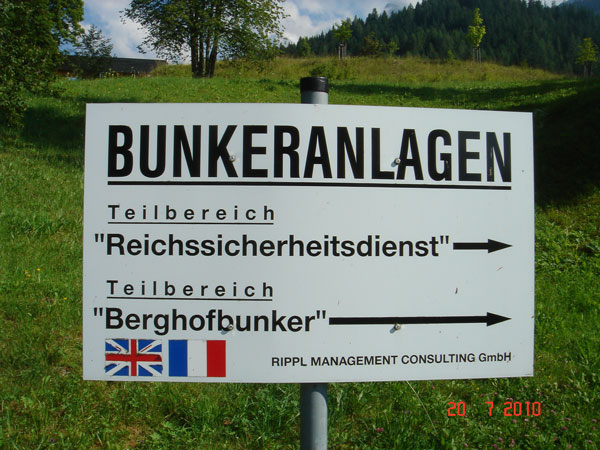 BUNKERANLAGEN
Teilbereich
"Reichssicherheitsdienst"
Teilbereich
"Berghofbunker"
RIPPL MANAGEMENT CONSULTING GmbH
20 7 2010